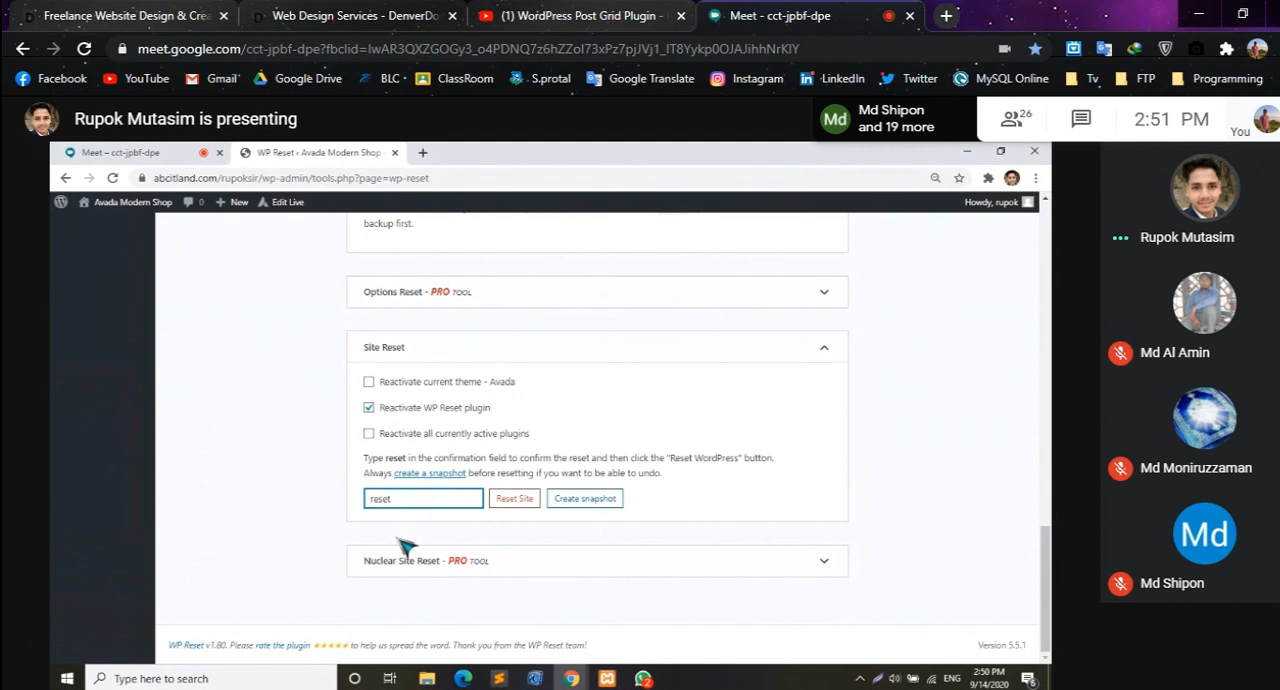 Freelance Website Design & Crea
Web Design Services - DenverDo
(1) WordPress Post Grid Plugin -
Meet - cct-jpbf-dpe
meet.google.com/cct-jpbf-dpe?fbclid=IwAR3QXZGOGy3_o4PDNQ7z6hZZoI73xPz7pjJVj1_IT8Yykp0OJAJihhNrKIY
Facebook
YouTube
Gmail
Google Drive
BLC
ClassRoom
S.protal
Google Translate
Instagram
LinkedIn
Twitter
MySQL Online
Tv
FTP
Programming
Rupok Mutasim is presenting
Md
Md Shipon
and 19 more
26
2:51 PM
You
Meet – cct-jpbf-dpe
WP Reset ‹ Avada Modern Shop
abcitland.com/rupoksir/wp-admin/tools.php?page=wp-reset
Avada Modern Shop
0
New
Edit Live
Howdy, rupok
backup first.
Options Reset - PRO TOOL
Site Reset
Reactivate current theme - Avada
Reactivate WP Reset plugin
Reactivate all currently active plugins
Type reset in the confirmation field to confirm the reset and then click the "Reset WordPress" button.
Always create a snapshot before resetting if you want to be able to undo.
reset
Reset Site
Create snapshot
Nuclear Site Reset - PRO TOOL
WP Reset v1.80. Please rate the plugin ★★★★★ to help us spread the word. Thank you from the WP Reset team!
Version 5.5.1
Type here to search
ENG
2:50 PM
9/14/2020
Rupok Mutasim
Md Al Amin
Md Moniruzzaman
Md
Md Shipon